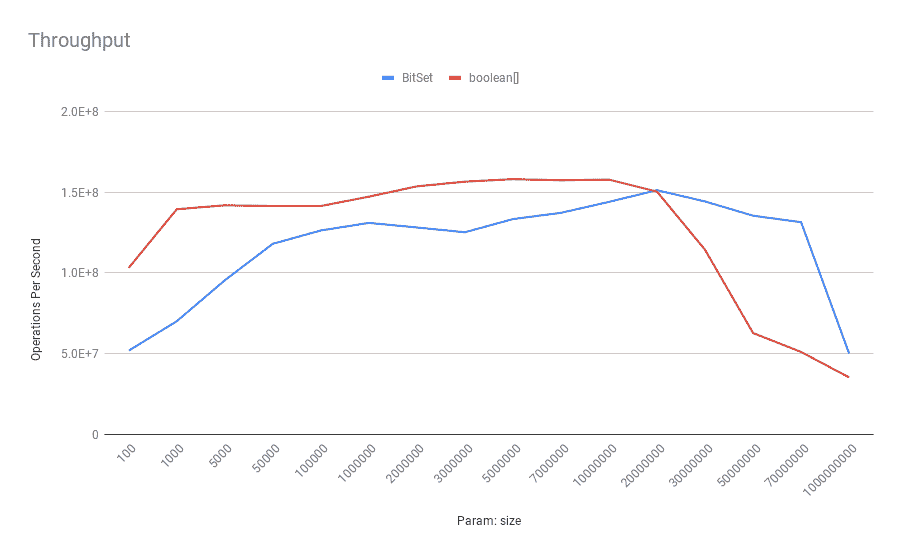 Throughput
BitSet
boolean[]
2.0E+8
1.5E+8
1.0E+8
5.0E+7
0
Operations Per Second
100
1000
5000
50000
100000
1000000
2000000
3000000
5000000
7000000
10000000
20000000
30000000
50000000
70000000
1000000000
Param: size